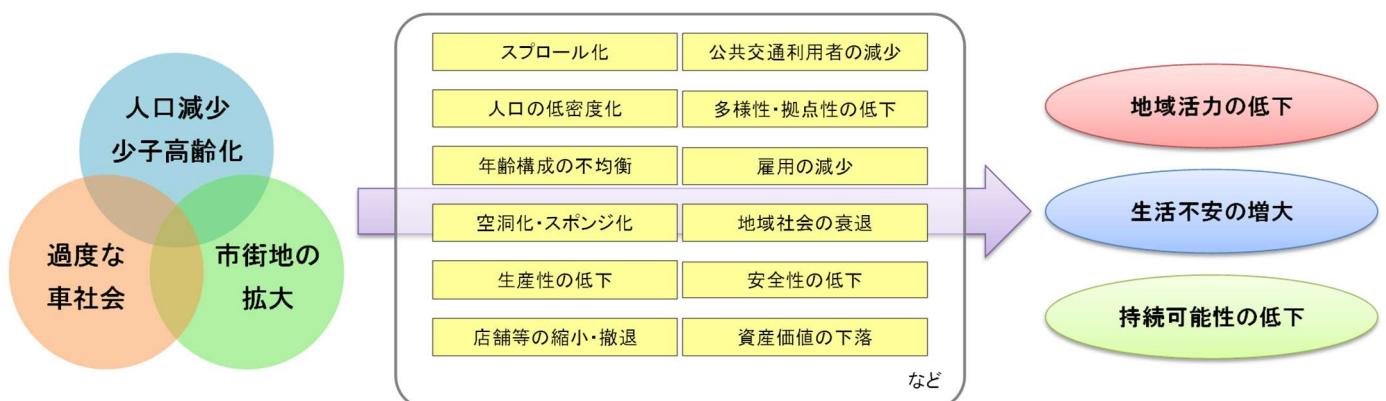 人口減少
少子高齢化
過度な
車社会
市街地の
拡大
スプロール化
公共交通利用者の減少
人口の低密度化
多様性・拠点性の低下
年齢構成の不均衡
雇用の減少
空洞化・スポンジ化
地域社会の衰退
生産性の低下
安全性の低下
店舗等の縮小・撤退
資産価値の下落
など
地域活力の低下
生活不安の増大
持続可能性の低下